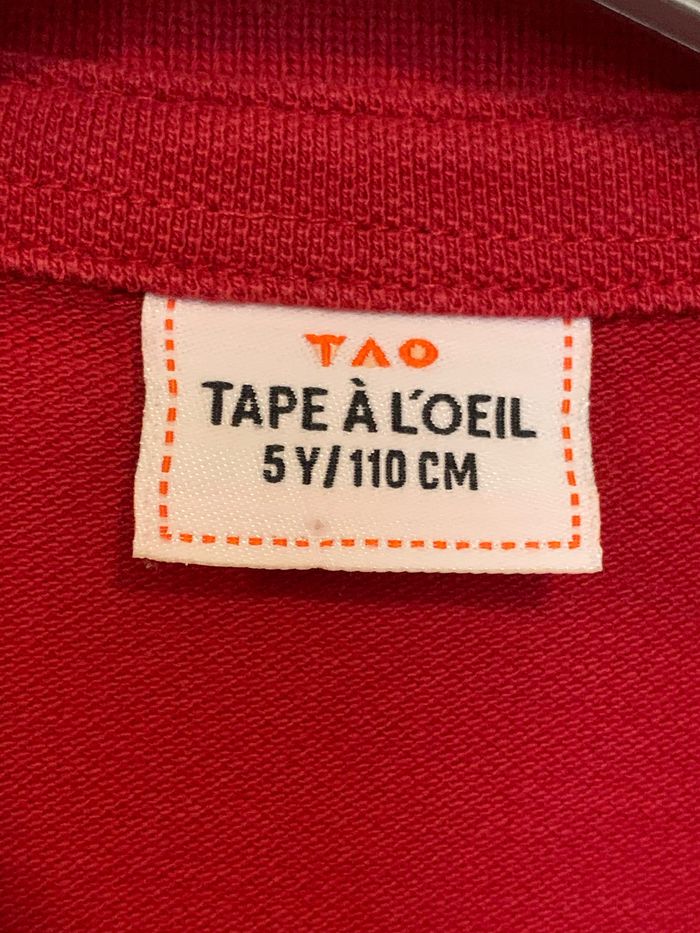 TAO
TAPE À L'OEIL
5 Y/110 CM